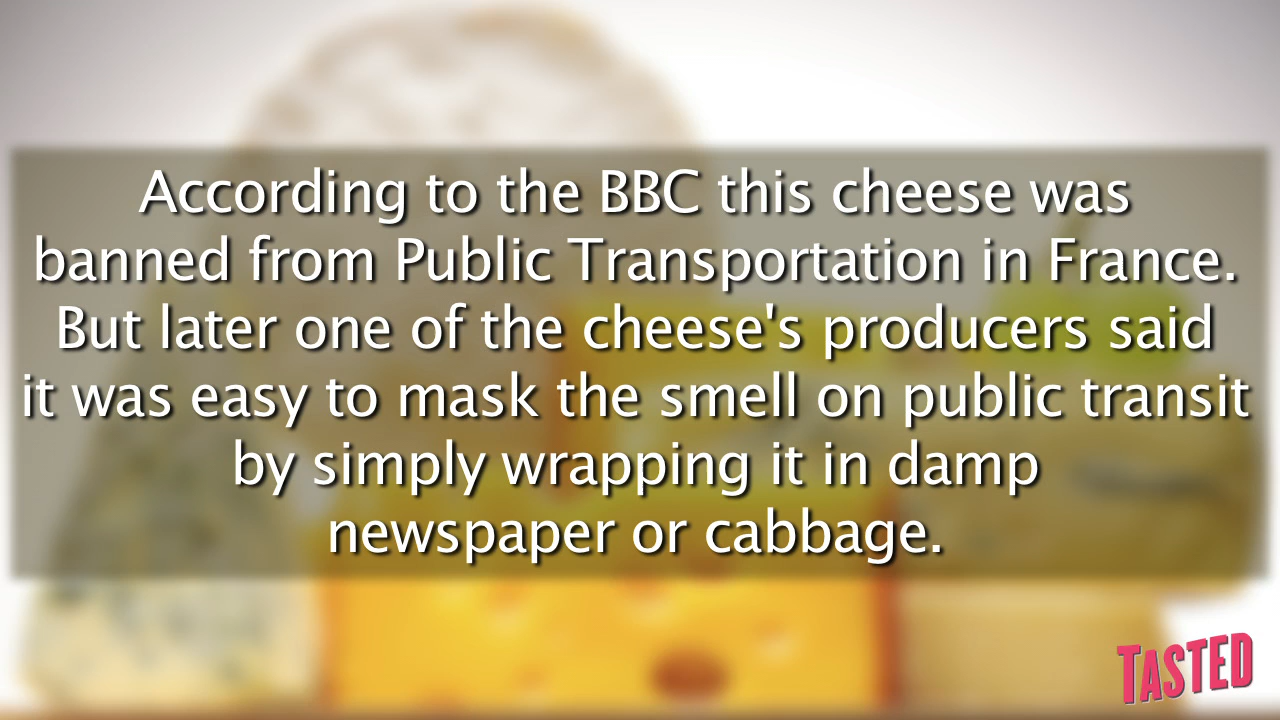 According to the BBC this cheese was
banned from Public Transportation in France.
But later one of the cheese's producers said
it was easy to mask the smell on public transit
by simply wrapping it in damp
newspaper or cabbage.
TASTED